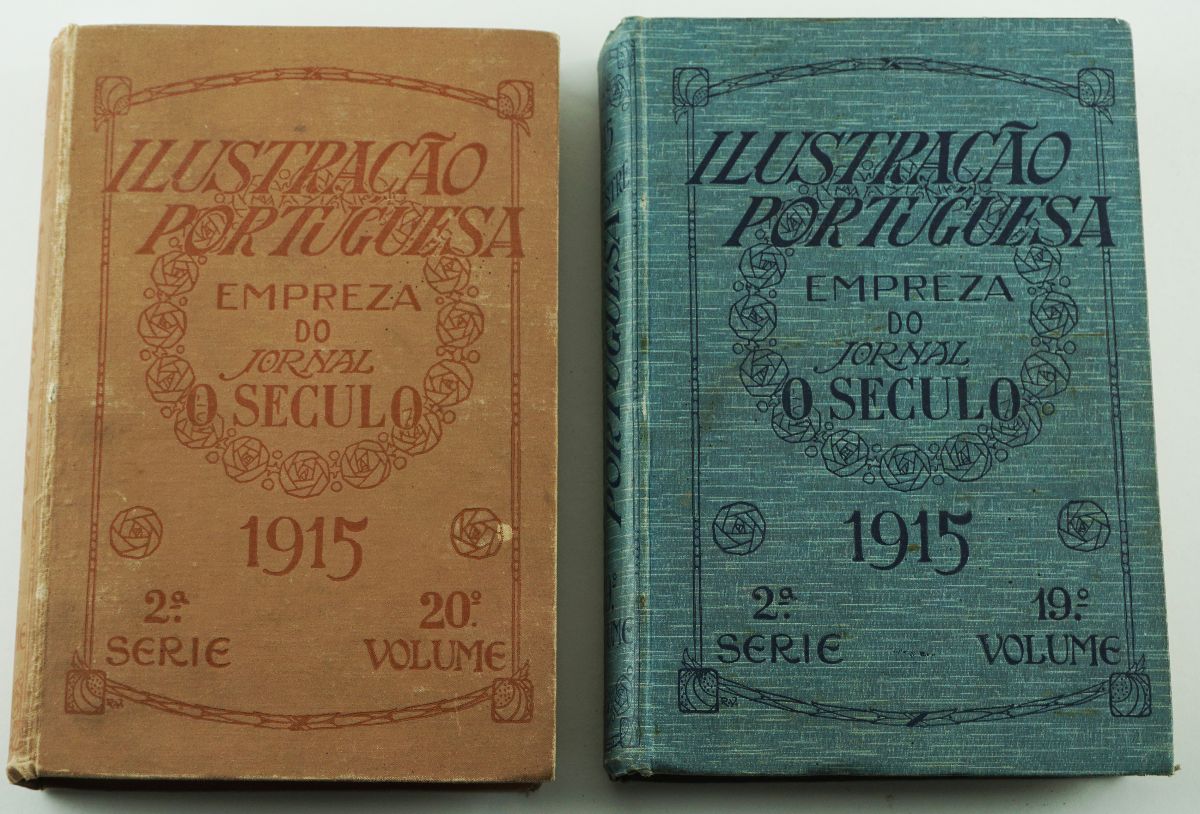 ILUSTRAÇÃO
PORTUGUESA
EMPREZA
DO
JORNAL
O SECULO
1915
2.ª
SERIE
20.º
VOLUME
ILUSTRAÇÃO
PORTUGUESA
EMPREZA
DO
JORNAL
O SECULO
1915
2.ª
SERIE
19.º
VOLUME